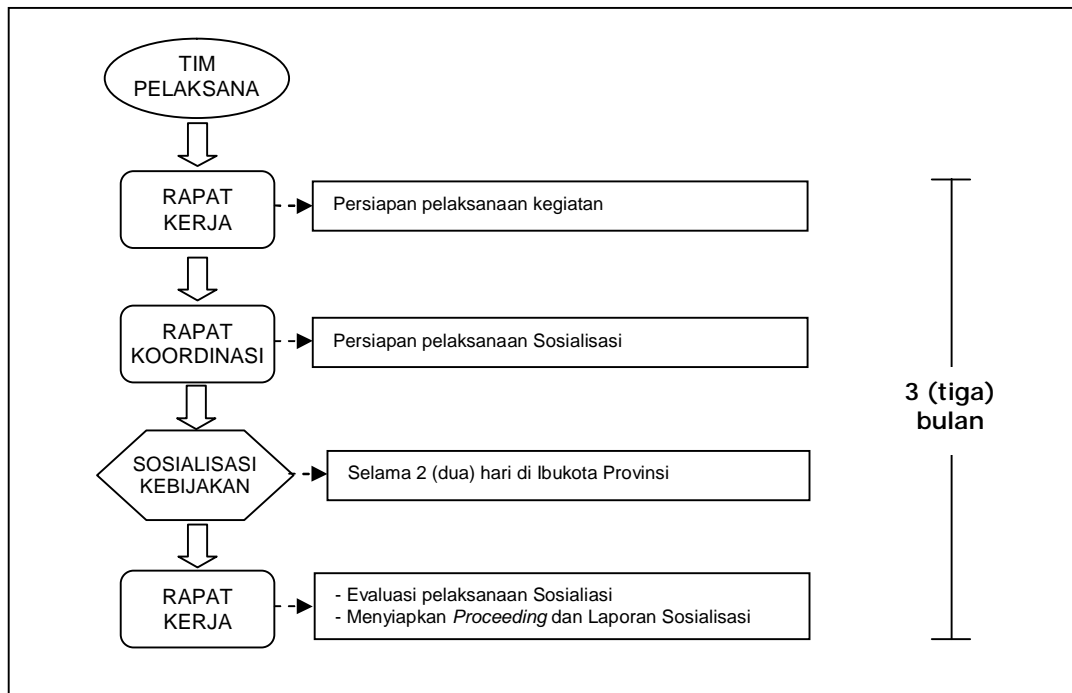 TIM
PELAKSANA
RAPAT
KERJA
Persiapan pelaksanaan kegiatan
RAPAT
KOORDINASI
Persiapan pelaksanaan Sosialisasi
3 (tiga)
bulan
SOSIALISASI
KEBIJAKAN
Selama 2 (dua) hari di Ibukota Provinsi
RAPAT
KERJA
- Evaluasi pelaksanaan Sosialiasi
- Menyiapkan Proceeding dan Laporan Sosialisasi